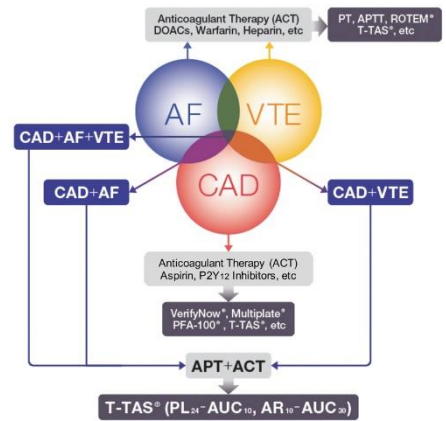 Anticoagulant Therapy (ACT)
DOACs, Warfarin, Heparin, etc
PT, APTT, ROTEM®
T-TAS®, etc
AF
VTE
CAD
CAD+AF+VTE
CAD+AF
CAD+VTE
Anticoagulant Therapy (ACT)
Aspirin, P2Y12 Inhibitors, etc
VerifyNow®, Multiplate®
PFA-100®, T-TAS®, etc
APT+ACT
T-TAS® (PL24-AUC10, AR10-AUC30)